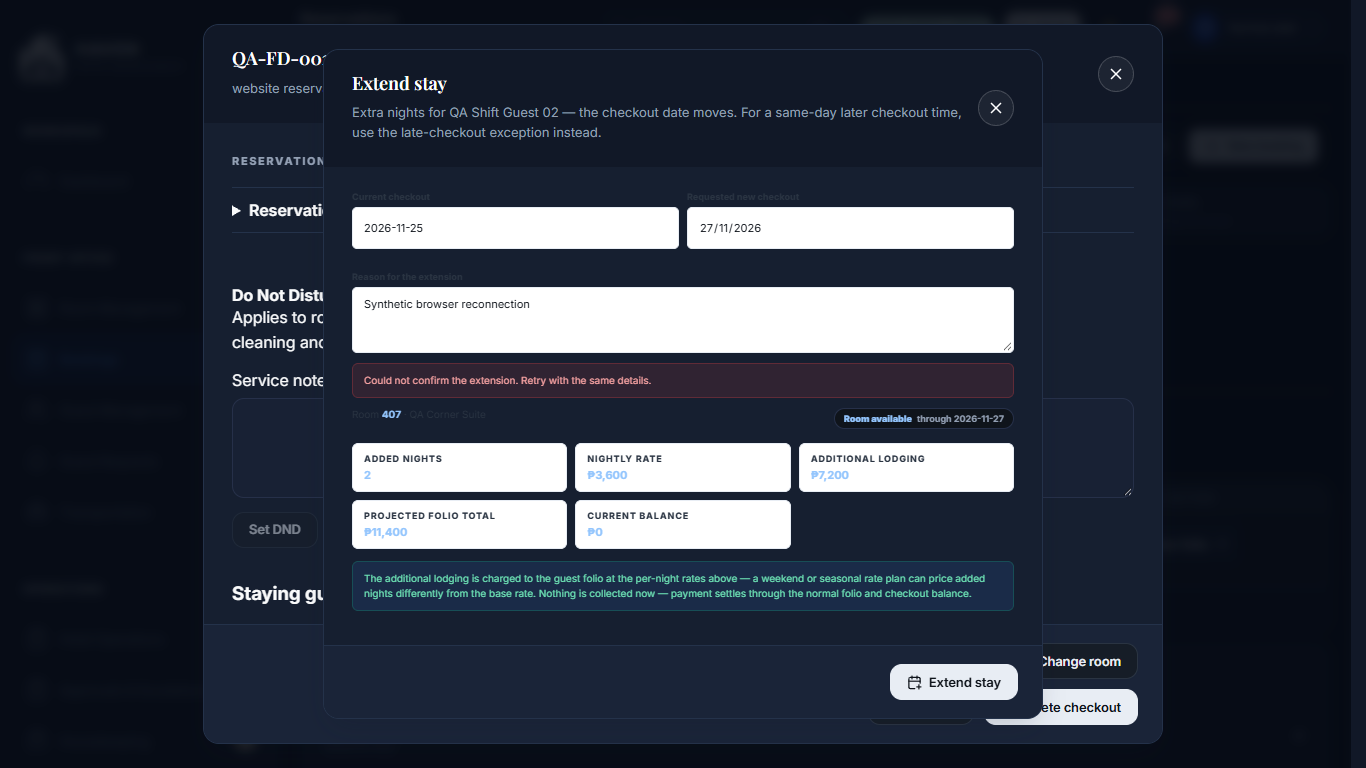 QA-FD-00
Extend stay
website reserv
Extra nights for QA Shift Guest 02 — the checkout date moves. For a same-day later checkout time,
use the late-checkout exception instead.
RESERVATION
Current checkout
Requested new checkout
Reservati
2026-11-25
27/11/2026
Reason for the extension
Do Not Distu
Synthetic browser reconnection
Applies to ro
cleaning and
Service note
Could not confirm the extension. Retry with the same details.
Room 407 · QA Corner Suite
Room available through 2026-11-27
ADDED NIGHTS
2
NIGHTLY RATE
₱3,600
ADDITIONAL LODGING
₱7,200
PROJECTED FOLIO TOTAL
₱11,400
CURRENT BALANCE
₱0
Set DND
The additional lodging is charged to the guest folio at the per-night rates above — a weekend or seasonal rate plan can price added
nights differently from the base rate. Nothing is collected now — payment settles through the normal folio and checkout balance.
Staying gu
Change room
Extend stay
ete checkout